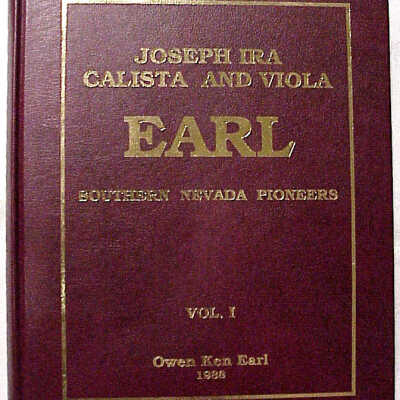 JOSEPH IRA
CALISTA AND VIOLA
EARL
SOUTHERN NEVADA PIONEERS
VOL. I
Owen Ken Earl
1986